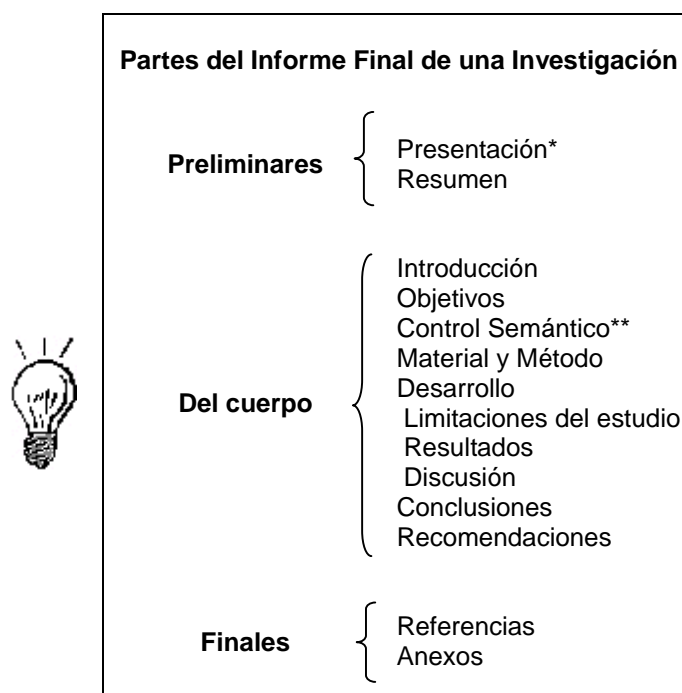 Partes del Informe Final de una Investigación
Preliminares
Presentación*
Resumen
Del cuerpo
Introducción
Objetivos
Control Semántico**
Material y Método
Desarrollo
Limitaciones del estudio
Resultados
Discusión
Conclusiones
Recomendaciones
Finales
Referencias
Anexos